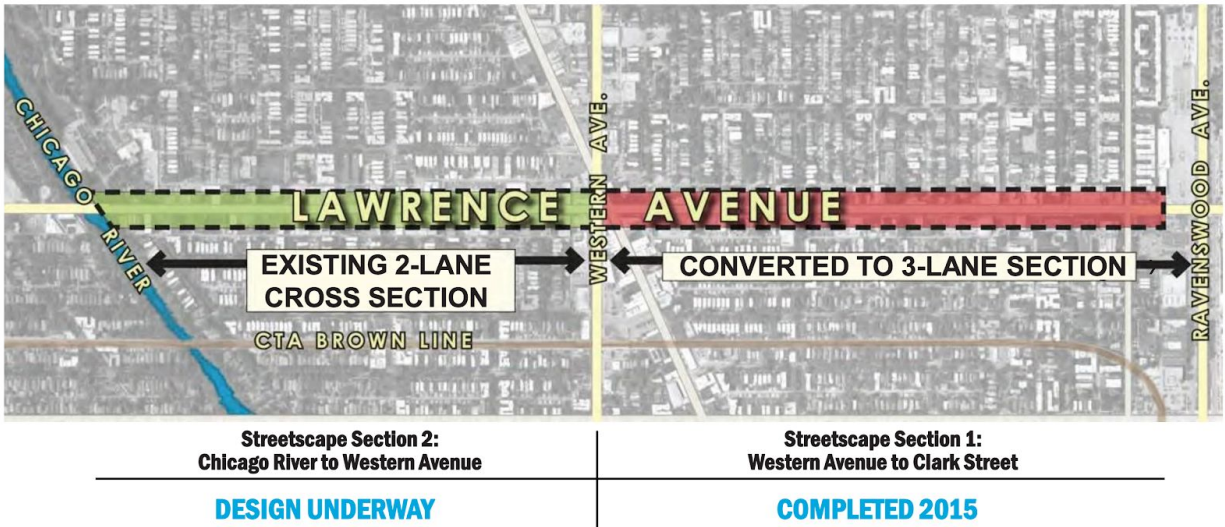 CHICAGO RIVER
LAWRENCE AVENUE
WESTERN AVE.
RAVENSWOOD AVE.
EXISTING 2-LANE
CROSS SECTION
CONVERTED TO 3-LANE SECTION
CTA BROWN LINE
Streetscape Section 2:
Chicago River to Western Avenue
DESIGN UNDERWAY
Streetscape Section 1:
Western Avenue to Clark Street
COMPLETED 2015